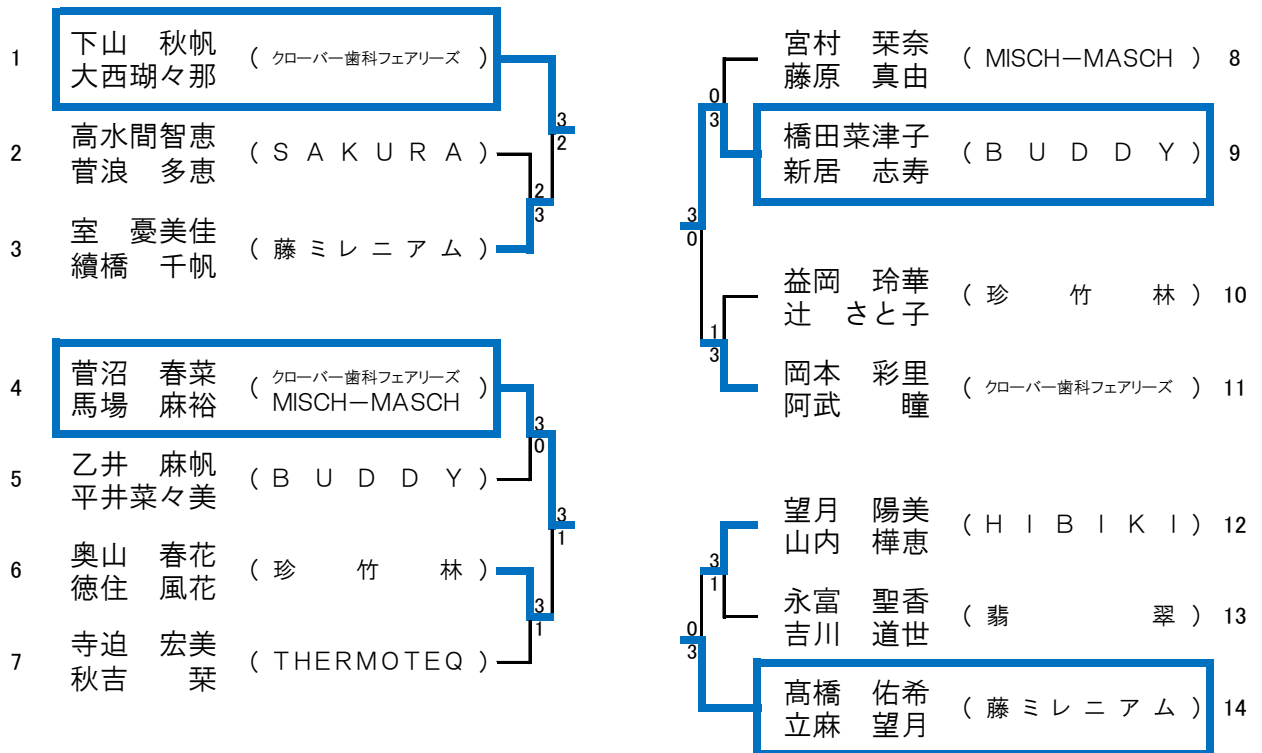 1 下山 秋帆 ( クローバー歯科フェアリーズ )
大西瑚々那
3
2
2 高水間智恵 ( S A K U R A )
菅浪 多恵
2
3
3 室 憂美佳 ( 藤ミレニアム )
續橋 千帆
4 菅沼 春菜 ( クローバー歯科フェアリーズ
馬場 麻裕 MISCH-MASCH )
3
0
5 乙井 麻帆 ( B U D D Y )
平井菜々美
3
1
6 奥山 春花 ( 珍竹林 )
徳住 風花
3
1
7 寺迫 宏美 ( THERMOTEQ )
秋吉 栞
宮村 栞奈 ( MISCH-MASCH ) 8
藤原 真由
0
3
橋田菜津子 ( B U D D Y ) 9
新居 志寿
3
0
益岡 玲華 ( 珍竹林 ) 10
辻 さと子
1
3
岡本 彩里 ( クローバー歯科フェアリーズ ) 11
阿武 瞳
望月 陽美 ( H I B I K I ) 12
山内 樺恵
3
1
永富 聖香 ( 翡翠 ) 13
吉川 道世
0
3
髙橋 佑希 ( 藤ミレニアム ) 14
立麻 望月